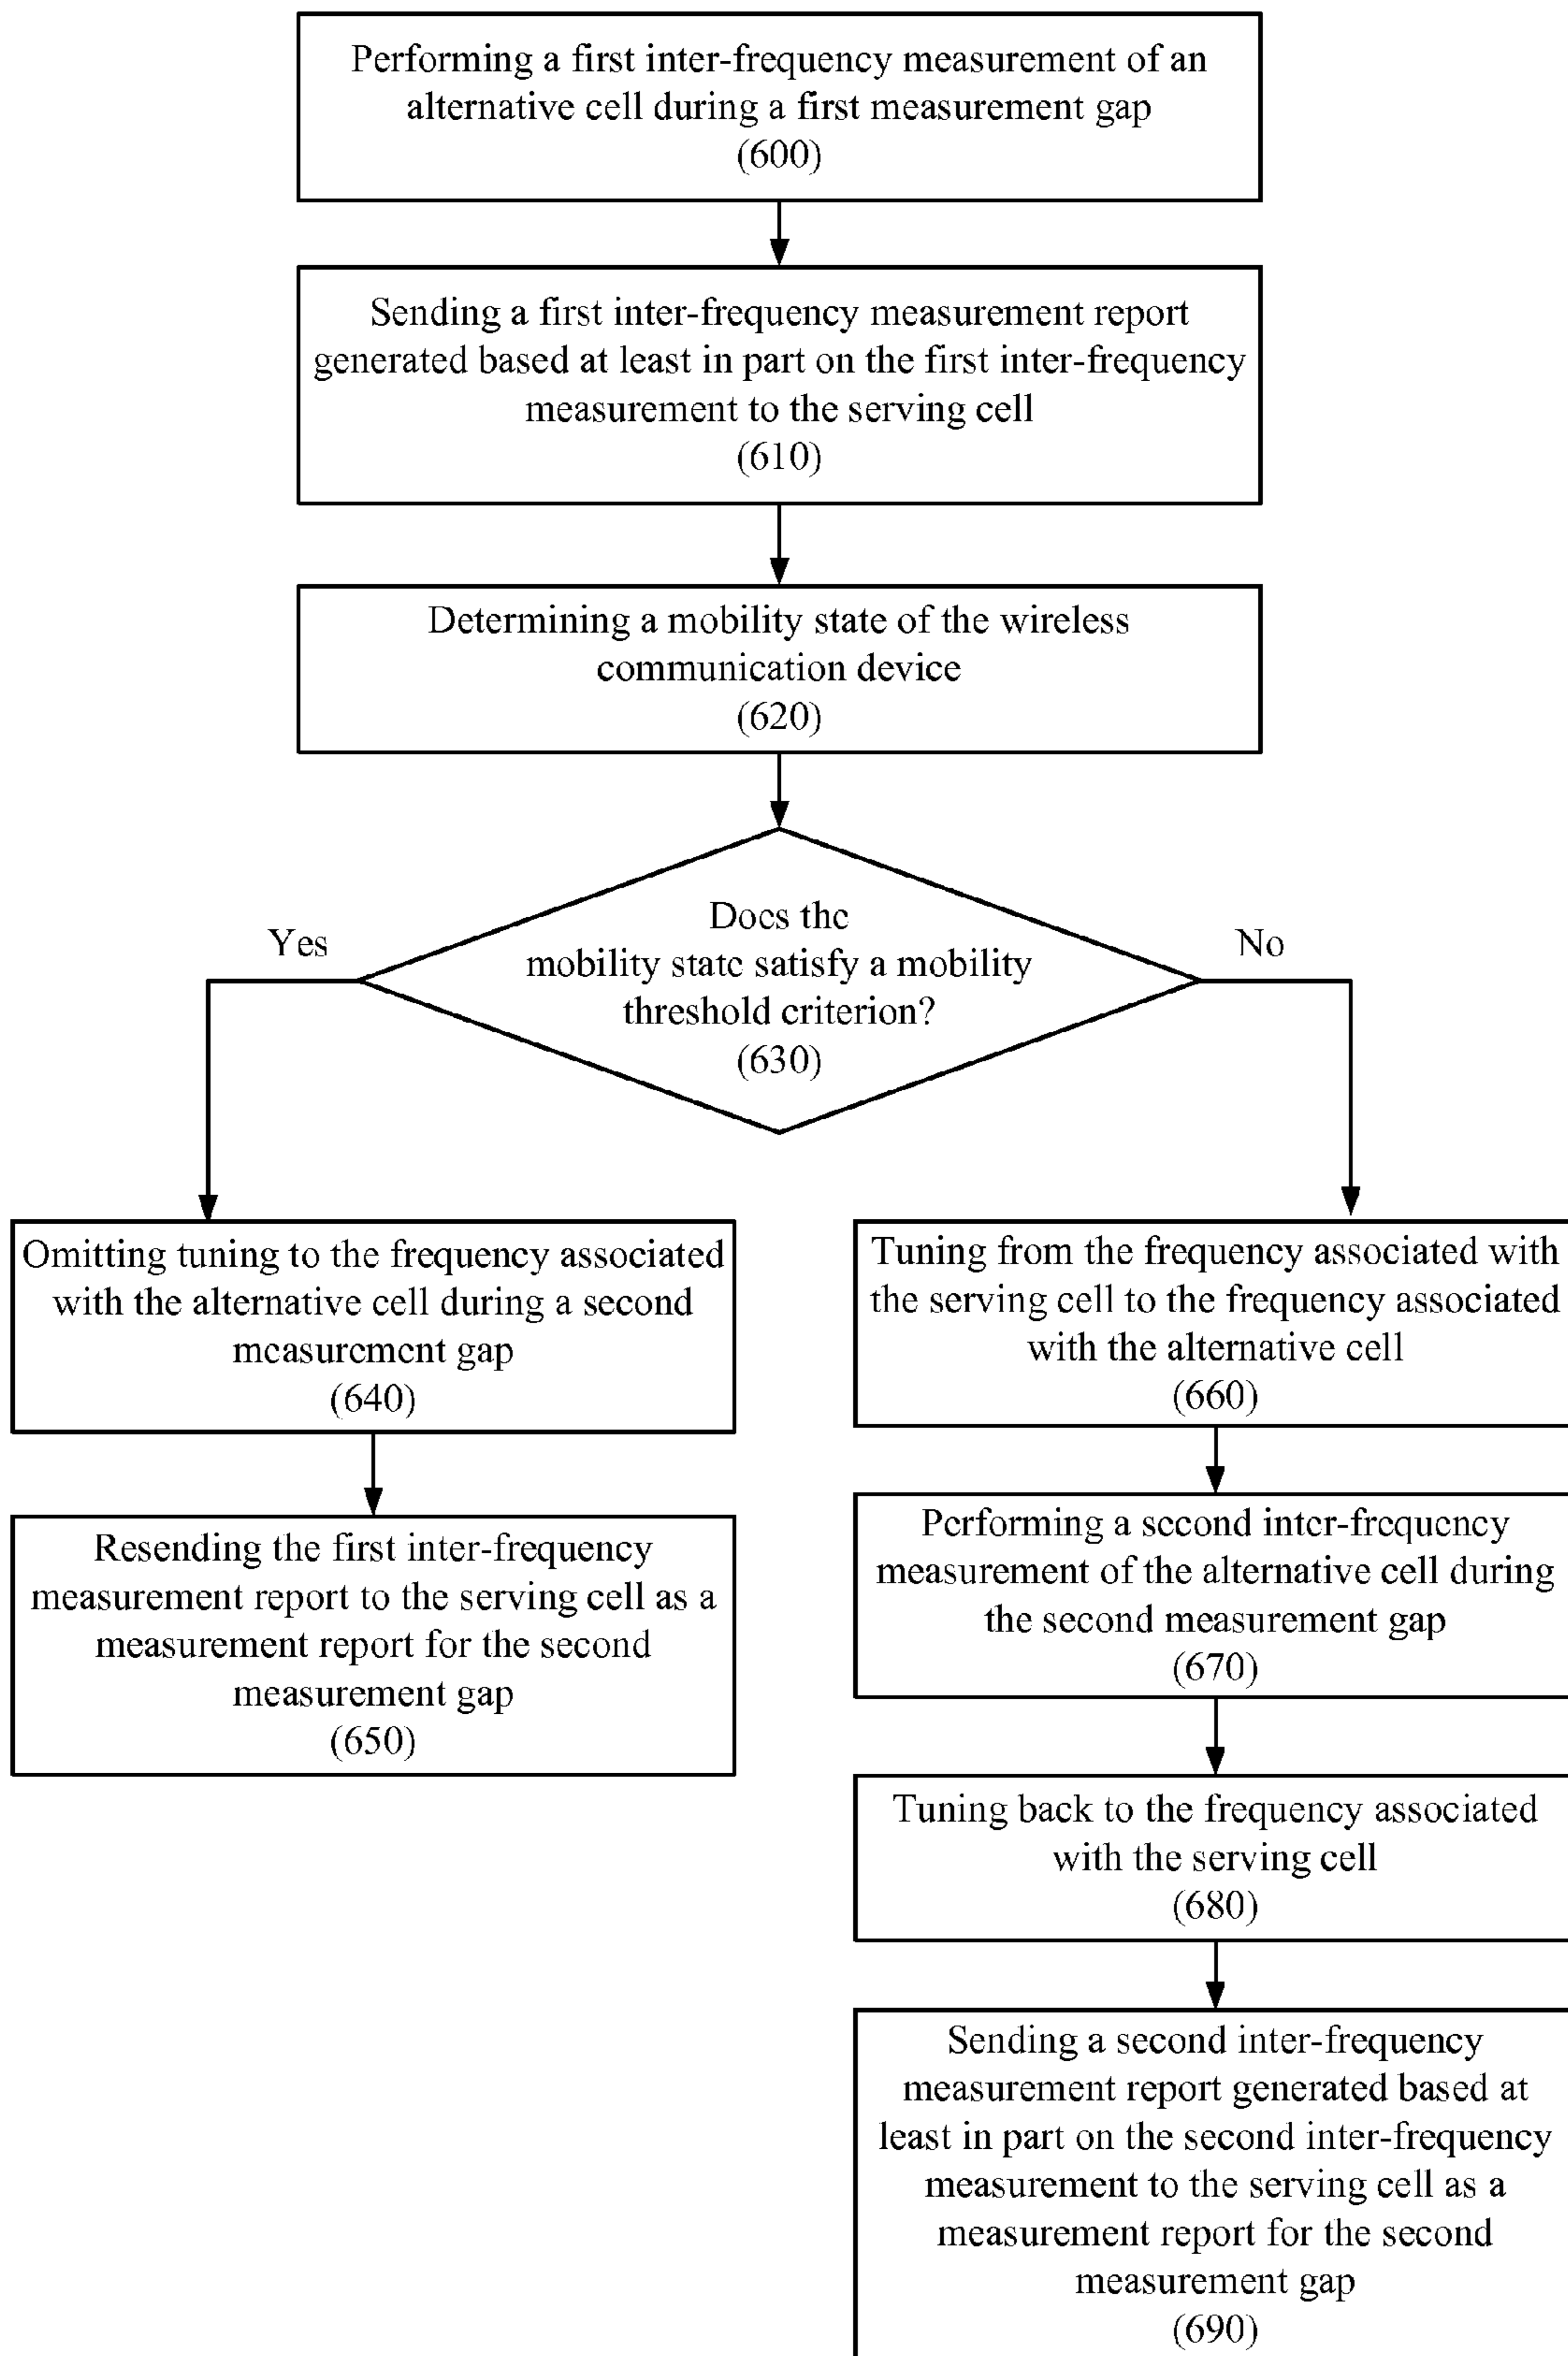 Performing a first inter-frequency measurement of an
alternative cell during a first measurement gap
(600)
Sending a first inter-frequency measurement report
generated based at least in part on the first inter-frequency
measurement to the serving cell
(610)
Determining a mobility state of the wireless
communication device
(620)
Does the
mobility state satisfy a mobility
threshold criterion?
(630)
Yes
No
Omitting tuning to the frequency associated
with the alternative cell during a second
measurement gap
(640)
Resending the first inter-frequency
measurement report to the serving cell as a
measurement report for the second
measurement gap
(650)
Tuning from the frequency associated with
the serving cell to the frequency associated
with the alternative cell
(660)
Performing a second inter-frequency
measurement of the alternative cell during
the second measurement gap
(670)
Tuning back to the frequency associated
with the serving cell
(680)
Sending a second inter-frequency
measurement report generated based at
least in part on the second inter-frequency
measurement to the serving cell as a
measurement report for the second
measurement gap
(690)